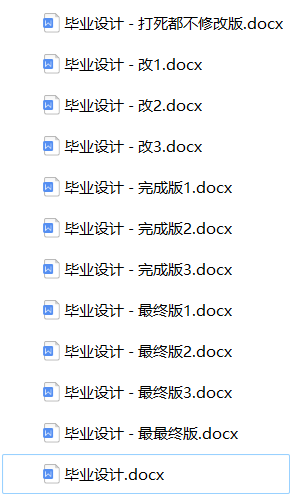 毕业设计 - 打死都不修改版.docx
毕业设计 - 改1.docx
毕业设计 - 改2.docx
毕业设计 - 改3.docx
毕业设计 - 完成版1.docx
毕业设计 - 完成版2.docx
毕业设计 - 完成版3.docx
毕业设计 - 最终版1.docx
毕业设计 - 最终版2.docx
毕业设计 - 最终版3.docx
毕业设计 - 最最终版.docx
毕业设计.docx